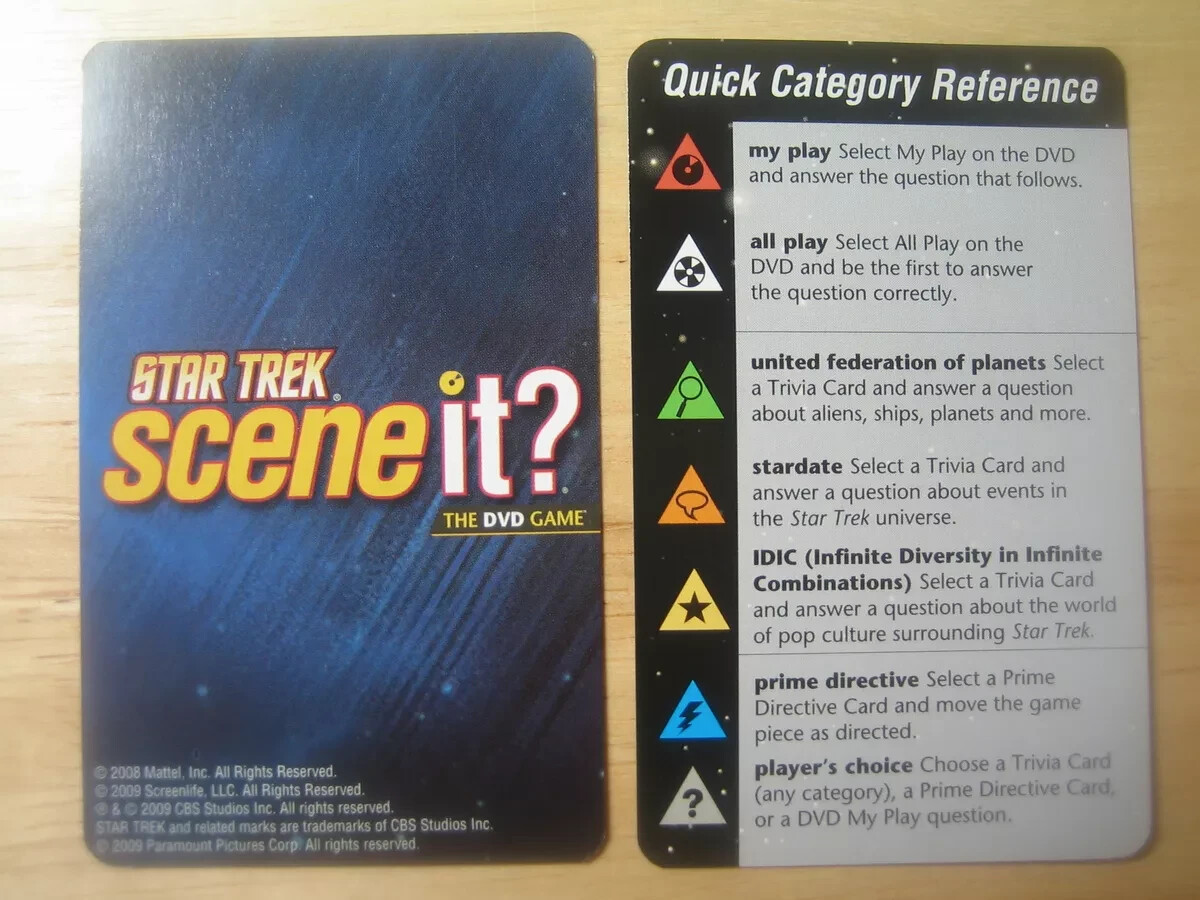 STAR TREK®
scene it?
THE DVD GAME
© 2008 Mattel, Inc. All Rights Reserved.
© 2009 Screenlife, LLC. All Rights Reserved.
℗ & © 2009 CBS Studios Inc. All rights reserved.
STAR TREK and related marks are trademarks of CBS Studios Inc.
© 2009 Paramount Pictures Corp. All rights reserved.
Quick Category Reference
my play Select My Play on the DVD
and answer the question that follows.
all play Select All Play on the
DVD and be the first to answer
the question correctly.
united federation of planets Select
a Trivia Card and answer a question
about aliens, ships, planets and more.
stardate Select a Trivia Card and
answer a question about events in
the Star Trek universe.
IDIC (Infinite Diversity in Infinite
Combinations) Select a Trivia Card
and answer a question about the world
of pop culture surrounding Star Trek.
prime directive Select a Prime
Directive Card and move the game
piece as directed.
?
player's choice Choose a Trivia Card
(any category), a Prime Directive Card,
or a DVD My Play question.